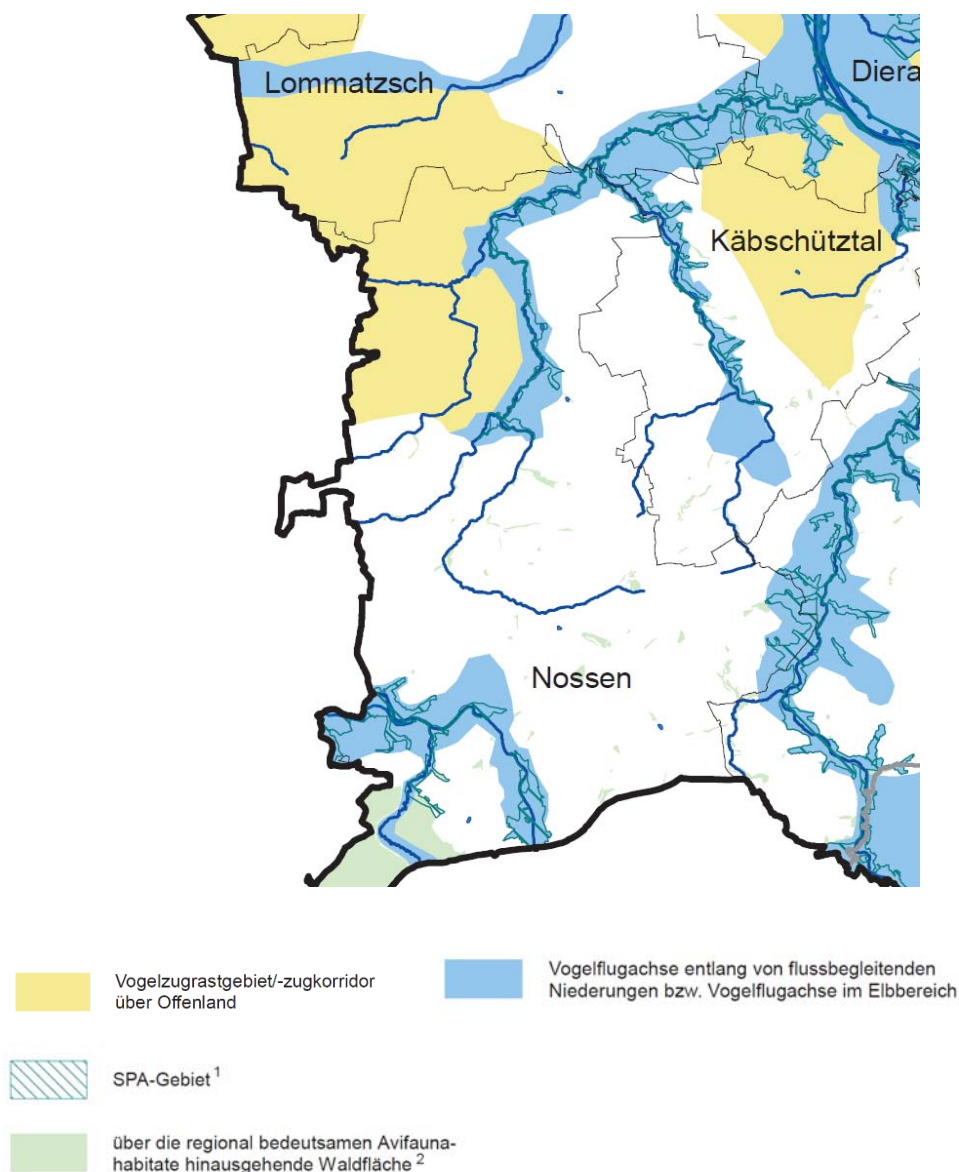 Lommatzsch
Diera
Käbschütztal
Nossen
Vogelzugrastgebiet/-zugkorridor
über Offenland
Vogelflugachse entlang von flussbegleitenden
Niederungen bzw. Vogelflugachse im Elbbereich
SPA-Gebiet 1
über die regional bedeutsamen Avifauna-
habitate hinausgehende Waldfläche 2